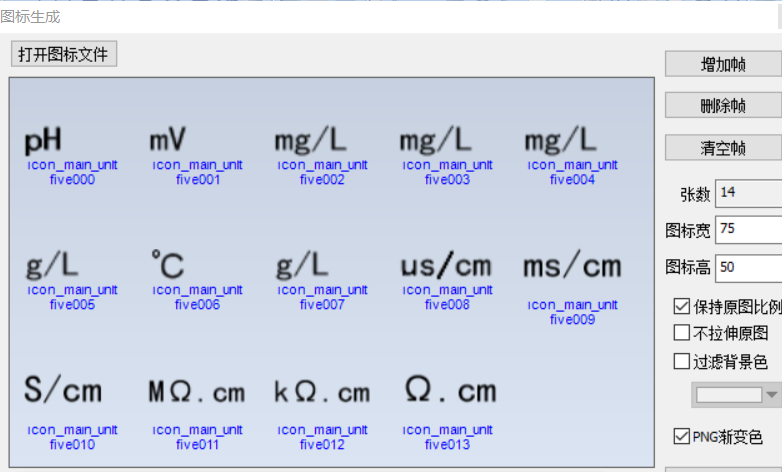 图标生成
打开图标文件
pH
icon_main_unit
five000
mV
icon_main_unit
five001
mg/L
icon_main_unit
five002
mg/L
icon_main_unit
five003
mg/L
icon_main_unit
five004
g/L
icon_main_unit
five005
℃
icon_main_unit
five006
g/L
icon_main_unit
five007
us/cm
icon_main_unit
five008
ms/cm
icon_main_unit
five009
S/cm
icon_main_unit
five010
MΩ.cm
icon_main_unit
five011
kΩ.cm
icon_main_unit
five012
Ω.cm
icon_main_unit
five013
增加帧
删除帧
清空帧
张数 14
图标宽 75
图标高 50
保持原图比例
不拉伸原图
过滤背景色
PNG渐变色